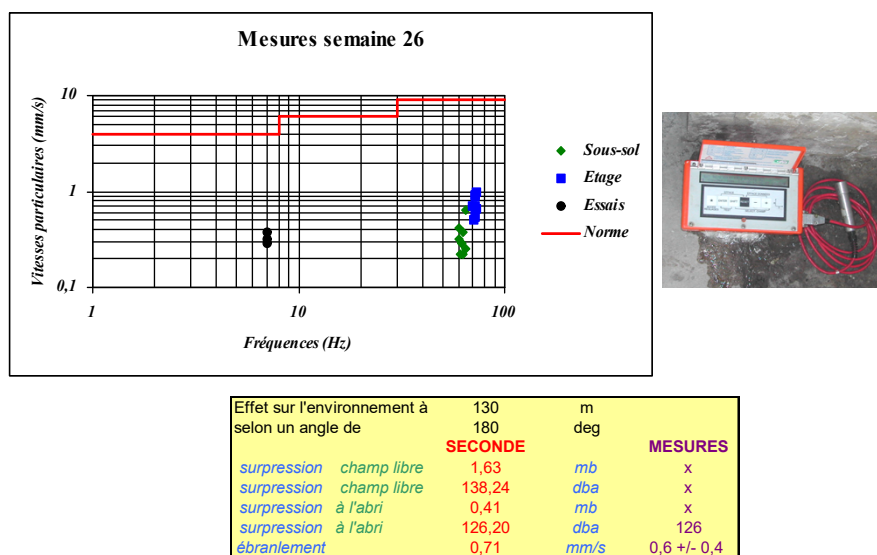 Mesures semaine 26
Vitesses particulaires (mm/s)
10
1
0,1
1 10 100
Fréquences (Hz)
Sous-sol
Etage
Essais
Norme
Effet sur l'environnement à 130 m
selon un angle de 180 deg
SECONDE MESURES
surpression champ libre 1,63 mb x
surpression champ libre 138,24 dba x
surpression à l'abri 0,41 mb x
surpression à l'abri 126,20 dba 126
ébranlement 0,71 mm/s 0,6 +/- 0,4